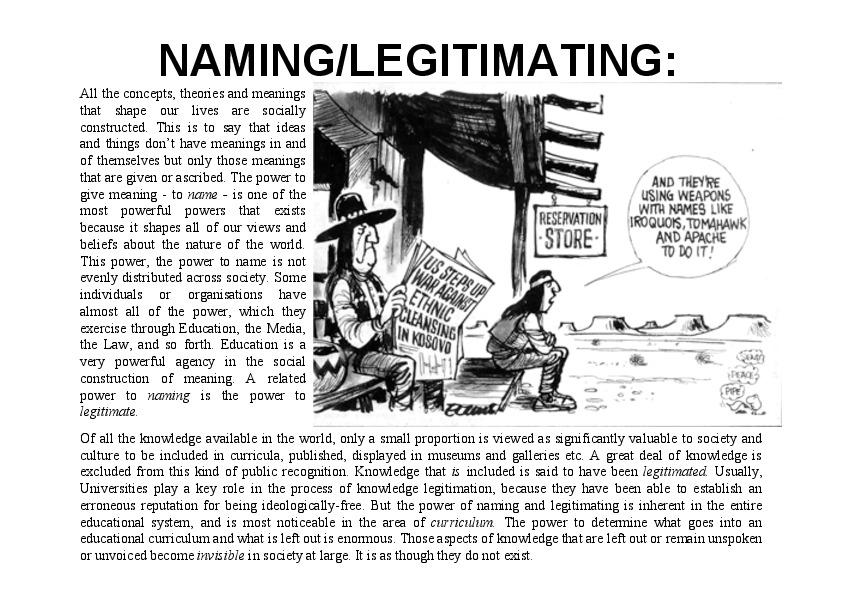 NAMING/LEGITIMATING:
All the concepts, theories and meanings
that shape our lives are socially
constructed. This is to say that ideas
and things don't have meanings in and
of themselves but only those meanings
that are given or ascribed. The power to
give meaning - to name - is one of the
most powerful powers that exists
because it shapes all of our views and
beliefs about the nature of the world.
This power, the power to name is not
evenly distributed across society. Some
individuals or organisations have
almost all of the power, which they
exercise through Education, the Media,
the Law, and so forth. Education is a
very powerful agency in the social
construction of meaning. A related
power to naming is the power to
legitimate.
RESERVATION
·STORE·
AND THEY'RE
USING WEAPONS
WITH NAMES LIKE
IROQUOIS, TOMAHAWK
AND APACHE
TO DO IT!
US STEPS UP
WAR AGAINST
ETHNIC
CLEANSING
IN KOSOVO
SEND
PEACE
PIPE
Of all the knowledge available in the world, only a small proportion is viewed as significantly valuable to society and
culture to be included in curricula, published, displayed in museums and galleries etc. A great deal of knowledge is
excluded from this kind of public recognition. Knowledge that is included is said to have been legitimated. Usually,
Universities play a key role in the process of knowledge legitimation, because they have been able to establish an
erroneous reputation for being ideologically-free. But the power of naming and legitimating is inherent in the entire
educational system, and is most noticeable in the area of curriculum. The power to determine what goes into an
educational curriculum and what is left out is enormous. Those aspects of knowledge that are left out or remain unspoken
or unvoiced become invisible in society at large. It is as though they do not exist.